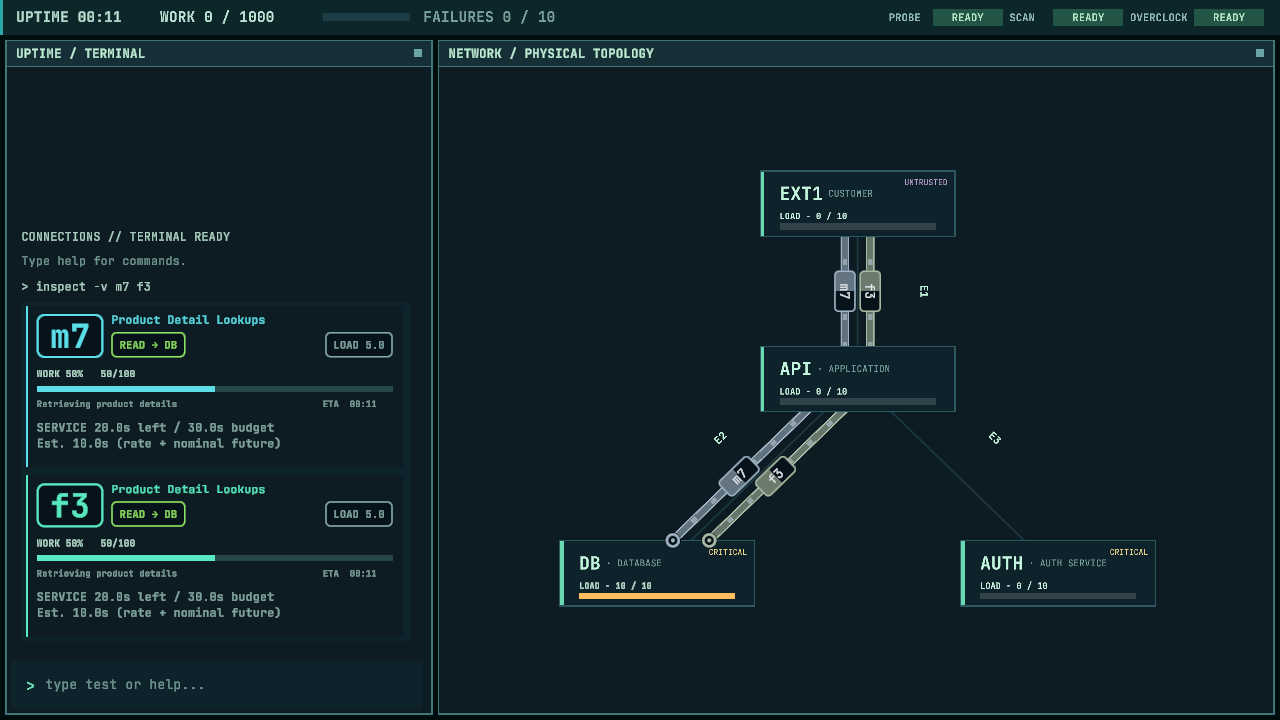 UPTIME 00:11 WORK 0 / 1000 FAILURES 0 / 10 PROBE READY SCAN READY OVERCLOCK READY
UPTIME / TERMINAL
CONNECTIONS // TERMINAL READY
Type help for commands.
> inspect -v m7 f3
m7 Product Detail Lookups
READ → DB LOAD 5.0
WORK 50% 50/100
Retrieving product details ETA 00:11
SERVICE 20.0s left / 30.0s budget
Est. 10.0s (rate + nominal future)
f3 Product Detail Lookups
READ → DB LOAD 5.0
WORK 50% 50/100
Retrieving product details ETA 00:11
SERVICE 20.0s left / 30.0s budget
Est. 10.0s (rate + nominal future)
> type test or help...
NETWORK / PHYSICAL TOPOLOGY
UNTRUSTED
EXT1 CUSTOMER
LOAD - 0 / 10
m7 f3 E1
API · APPLICATION
LOAD - 0 / 10
E2 E3
m7 f3
CRITICAL
DB · DATABASE
LOAD - 10 / 10
CRITICAL
AUTH · AUTH SERVICE
LOAD - 0 / 10